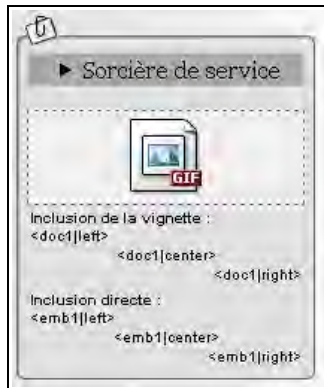 ► Sorcière de service
GIF
Inclusion de la vignette :
<doc1|left>
<doc1|center>
<doc1|right>
Inclusion directe :
<emb1|left>
<emb1|center>
<emb1|right>